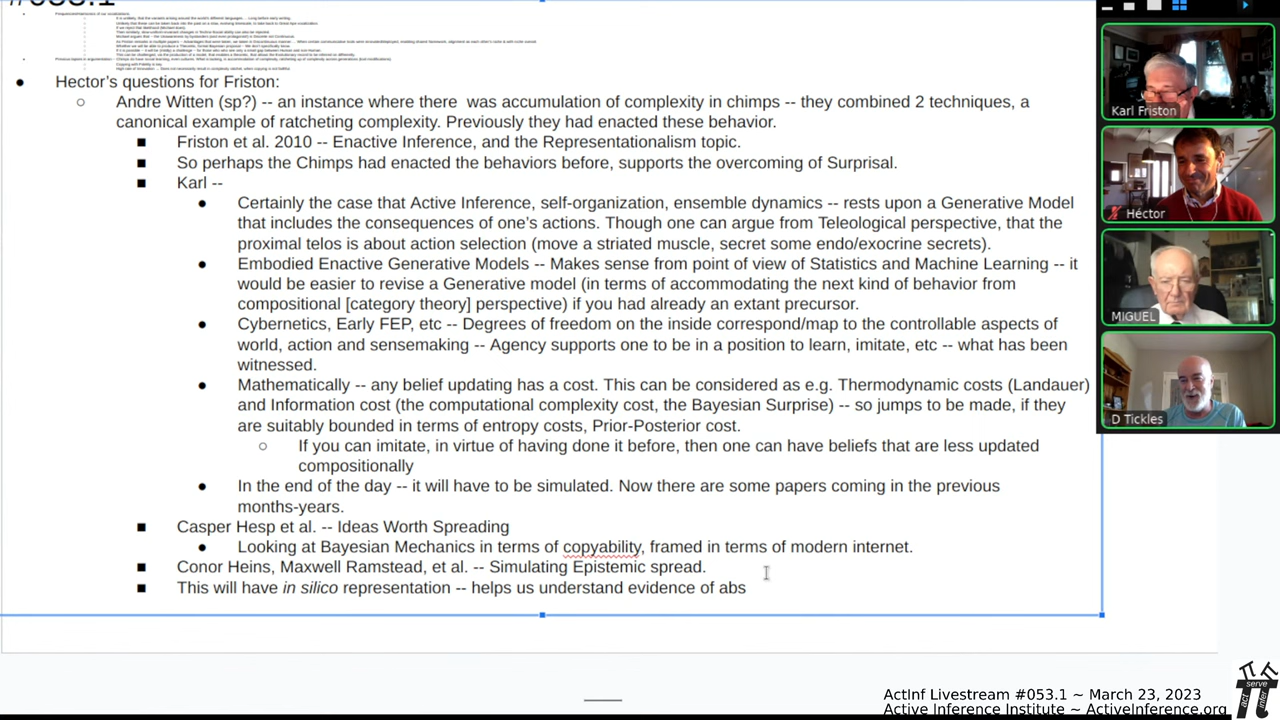 #053.1
Hector's questions for Friston:
Andre Witten (sp?) -- an instance where there was accumulation of complexity in chimps -- they combined 2 techniques, a
canonical example of ratcheting complexity. Previously they had enacted these behavior.
Friston et al. 2010 -- Enactive Inference, and the Representationalism topic.
So perhaps the Chimps had enacted the behaviors before, supports the overcoming of Surprisal.
Karl --
Certainly the case that Active Inference, self-organization, ensemble dynamics -- rests upon a Generative Model
that includes the consequences of one's actions. Though one can argue from Teleological perspective, that the
proximal telos is about action selection (move a striated muscle, secret some endo/exocrine secrets).
Embodied Enactive Generative Models -- Makes sense from point of view of Statistics and Machine Learning -- it
would be easier to revise a Generative model (in terms of accommodating the next kind of behavior from
compositional [category theory] perspective) if you had already an extant precursor.
Cybernetics, Early FEP, etc -- Degrees of freedom on the inside correspond/map to the controllable aspects of
world, action and sensemaking -- Agency supports one to be in a position to learn, imitate, etc -- what has been
witnessed.
Mathematically -- any belief updating has a cost. This can be considered as e.g. Thermodynamic costs (Landauer)
and Information cost (the computational complexity cost, the Bayesian Surprise) -- so jumps to be made, if they
are suitably bounded in terms of entropy costs, Prior-Posterior cost.
If you can imitate, in virtue of having done it before, then one can have beliefs that are less updated
compositionally
In the end of the day -- it will have to be simulated. Now there are some papers coming in the previous
months-years.
Casper Hesp et al. -- Ideas Worth Spreading
Looking at Bayesian Mechanics in terms of copyability, framed in terms of modern internet.
Conor Heins, Maxwell Ramstead, et al. -- Simulating Epistemic spread.
This will have in silico representation -- helps us understand evidence of abs
Karl Friston
Héctor
MIGUEL
D Tickles
ActInf Livestream #053.1 ~ March 23, 2023
Active Inference Institute ~ ActiveInference.org
serve
act
infer